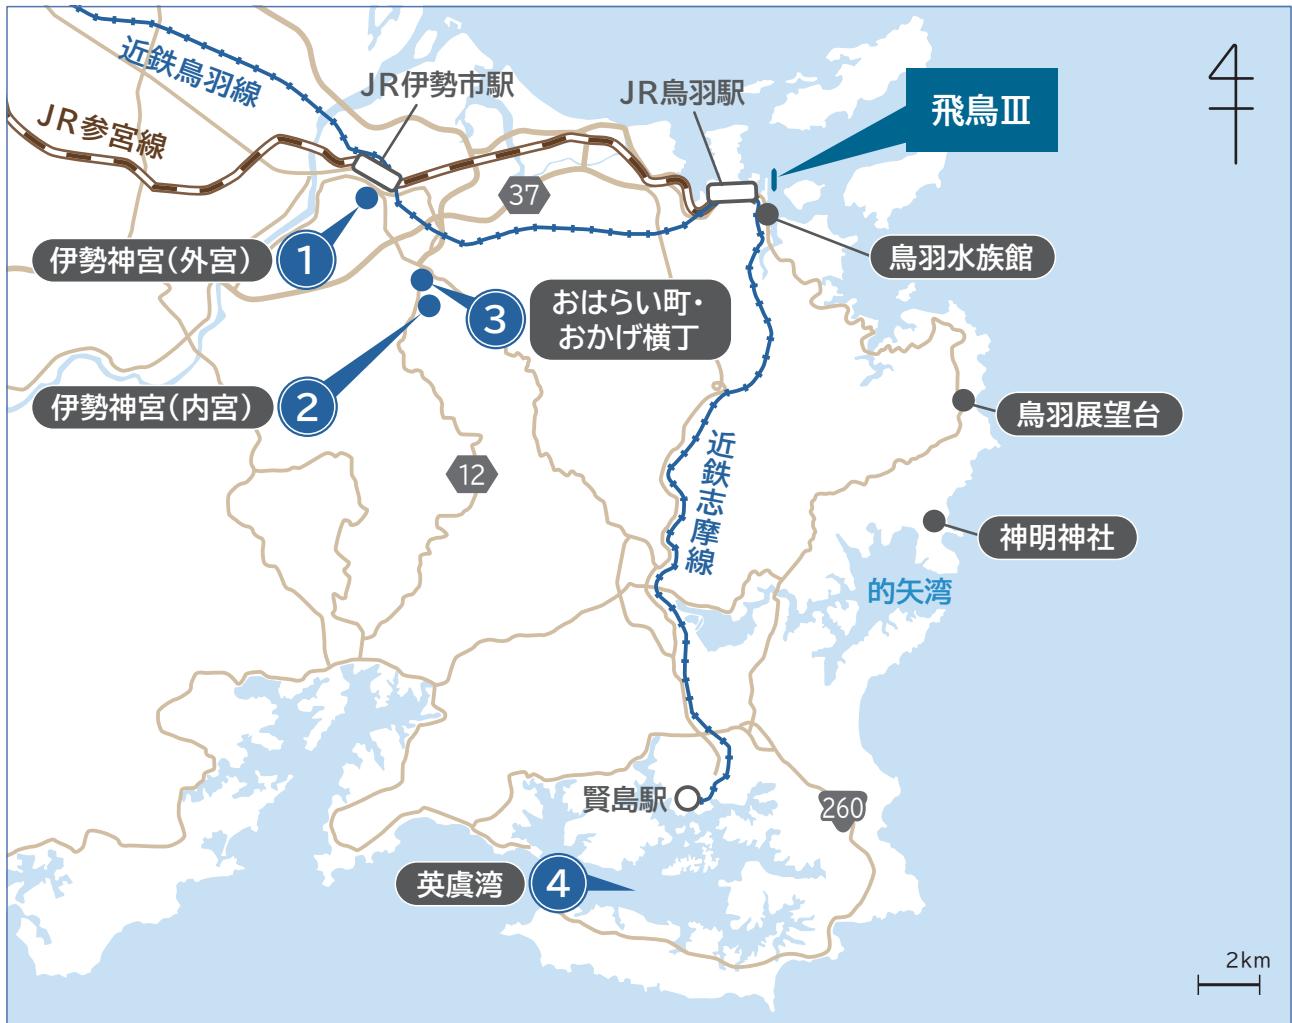 近鉄鳥羽線
JR伊勢市駅
JR鳥羽駅
飛鳥Ⅲ
JR参宮線
37
伊勢神宮(外宮)
1
鳥羽水族館
3
おはらい町・
おかげ横丁
伊勢神宮(内宮)
2
鳥羽展望台
12
近鉄志摩線
神明神社
的矢湾
賢島駅
260
英虞湾
4
2km